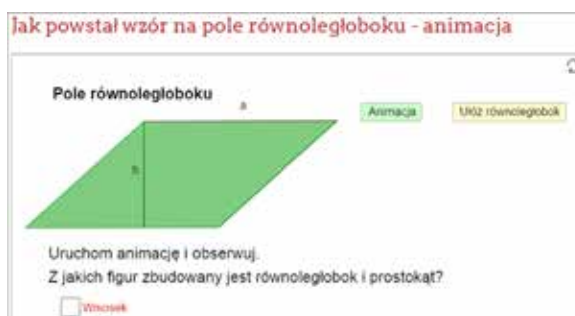 Jak powstał wzór na pole równoległoboku - animacja
Pole równoległoboku
a
Animacja
Ułóż równoległobok
h
Uruchom animację i obserwuj.
Z jakich figur zbudowany jest równoległobok i prostokąt?
Wniosek